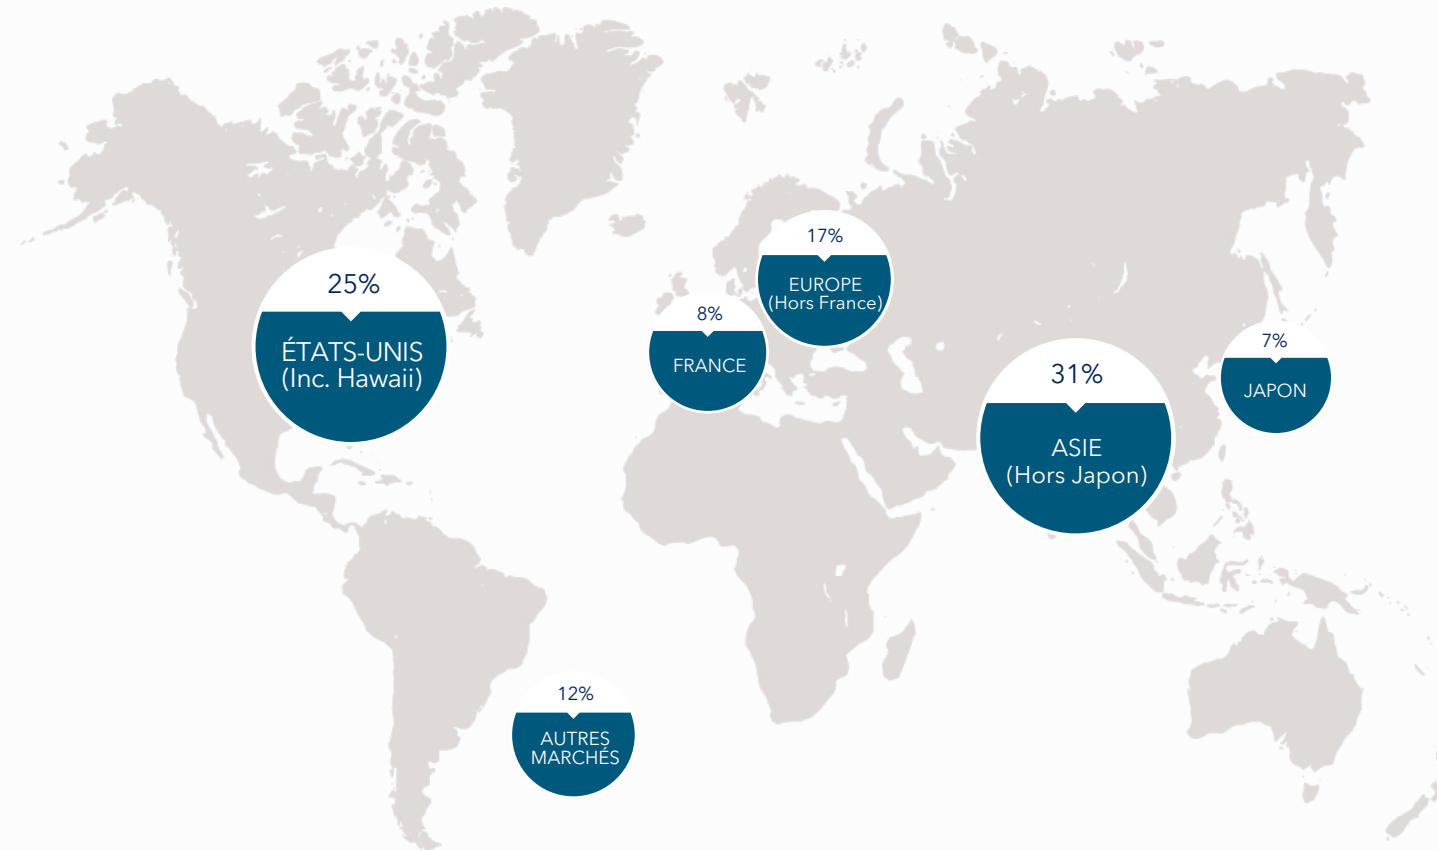 17%
EUROPE
(Hors France)
25%
ÉTATS-UNIS
(Inc. Hawaii)
8%
FRANCE
7%
JAPON
31%
ASIE
(Hors Japon)
12%
AUTRES
MARCHÉS